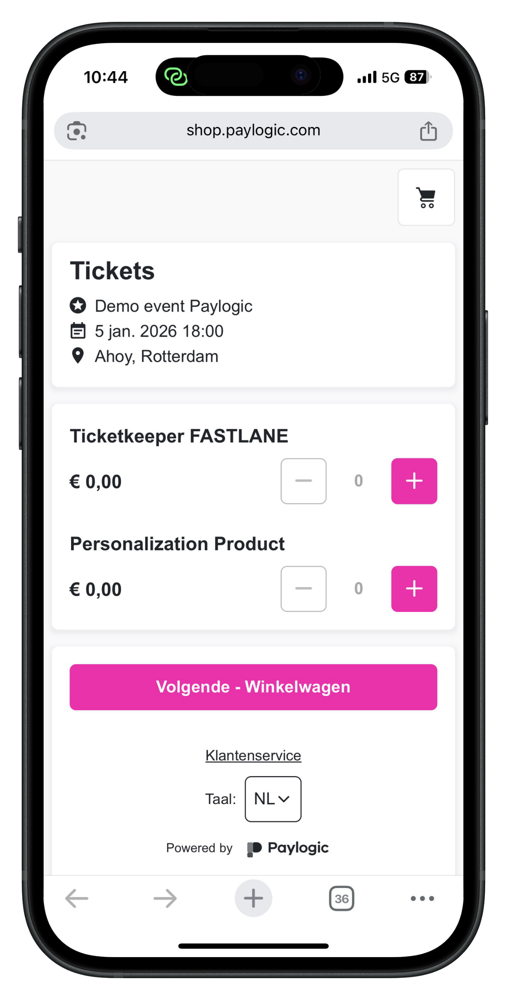 10:44
5G 87
shop.paylogic.com
Tickets
Demo event Paylogic
5 jan. 2026 18:00
Ahoy, Rotterdam
Ticketkeeper FASTLANE
€ 0,00
0
Personalization Product
€ 0,00
0
Volgende - Winkelwagen
Klantenservice
Taal: NL
Powered by Paylogic
36